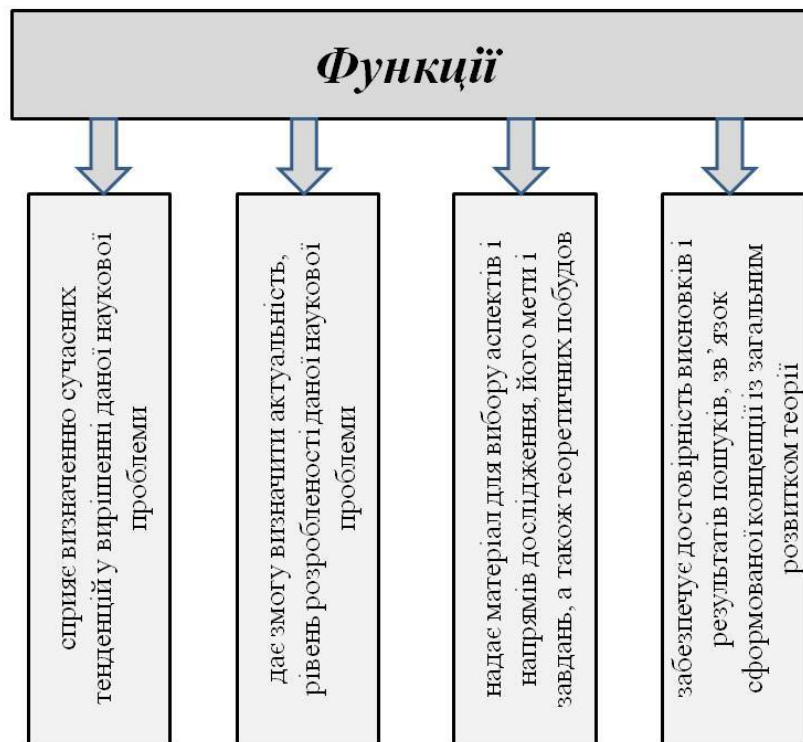 Функції
сприяє визначенню сучасних
тенденцій у вирішенні даної наукової
проблеми
дає змогу визначити актуальність,
рівень розробленості даної наукової
проблеми
надає матеріал для вибору аспектів і
напрямів дослідження, його мети і
завдань, а також теоретичних побудов
забезпечує достовірність висновків і
результатів пошуків, зв’язок
сформованої концепції із загальним
розвитком теорії